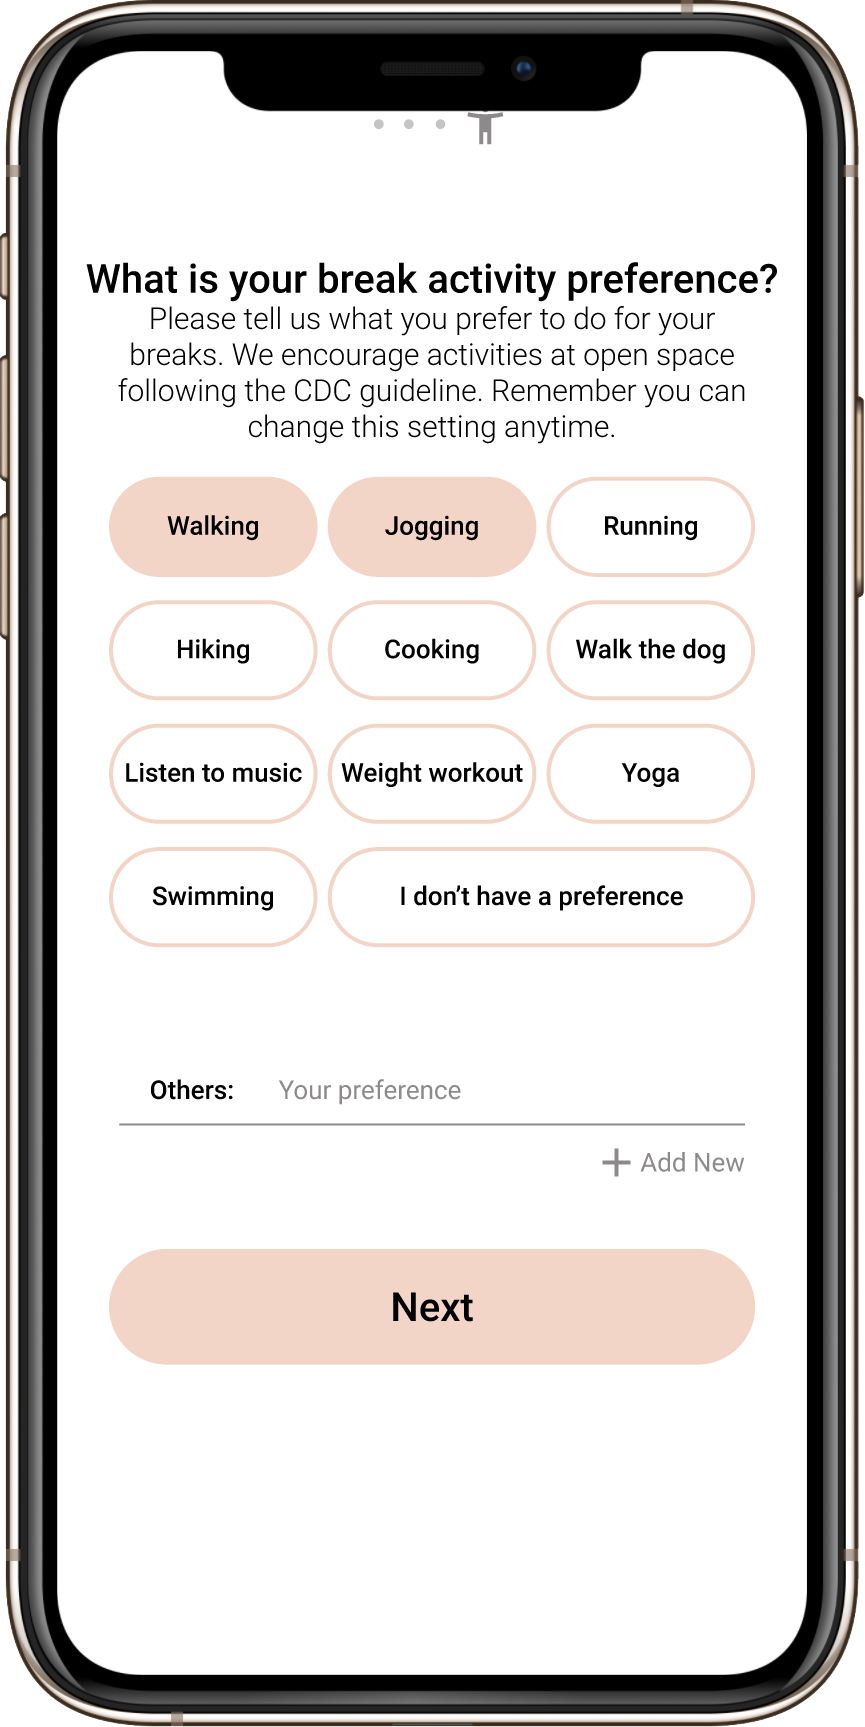 What is your break activity preference?
Please tell us what you prefer to do for your
breaks. We encourage activities at open space
following the CDC guideline. Remember you can
change this setting anytime.
Walking Jogging Running
Hiking Cooking Walk the dog
Listen to music Weight workout Yoga
Swimming I don’t have a preference
Others: Your preference
+ Add New
Next